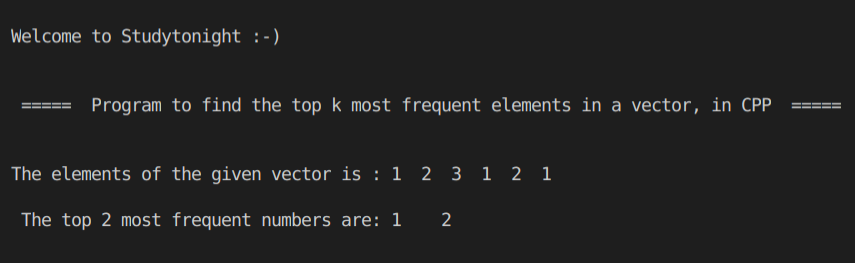 Welcome to Studytonight :-)
===== Program to find the top k most frequent elements in a vector, in CPP =====
The elements of the given vector is : 1 2 3 1 2 1
The top 2 most frequent numbers are: 1 2